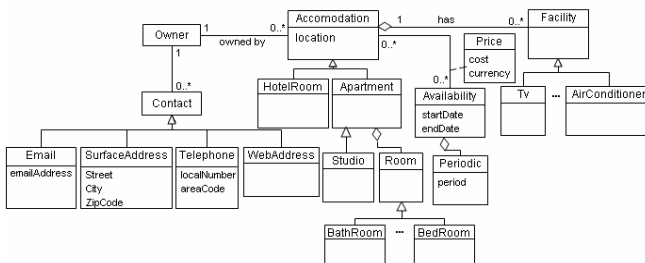 Accomodation
location
1
has
0..*
Facility
Owner
1
owned by
0..*
0..*
Price
cost
currency
1
0..*
0..*
HotelRoom
Apartment
Availability
startDate
endDate
Tv
...
AirConditioner
Contact
Email
emailAddress
SurfaceAddress
Street
City
ZipCode
Telephone
localNumber
areaCode
WebAddress
Studio
Room
Periodic
period
BathRoom
...
BedRoom